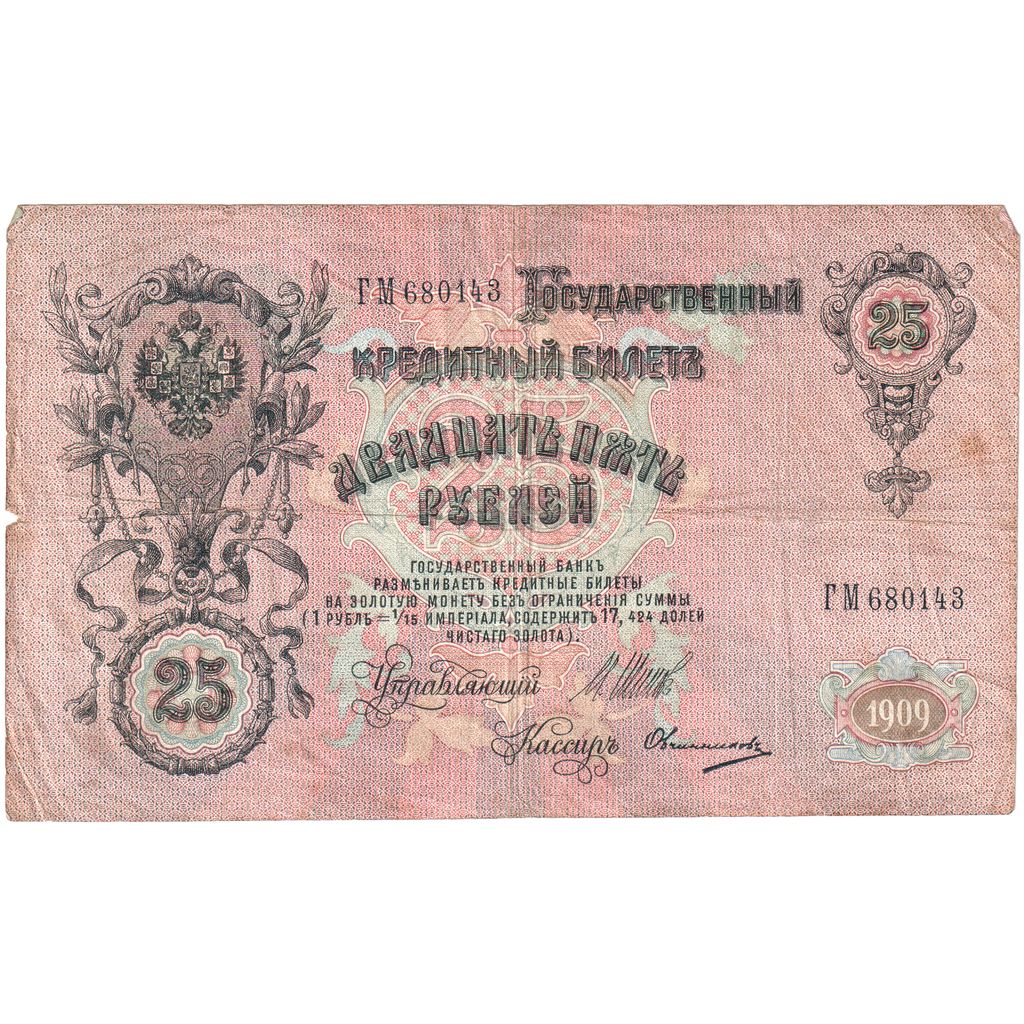 ГМ 680143
Государственный
25
кредитный билетъ
двадцать пять
рублей
государственный банкъ
размѣниваетъ кредитные билеты
на золотую монету безъ ограниченія суммы
(1 рубль = 1/15 имперіала, содержитъ 17, 424 долей
чистаго золота).
ГМ 680143
25
Управляющій
Кассиръ Овчинниковъ
1909